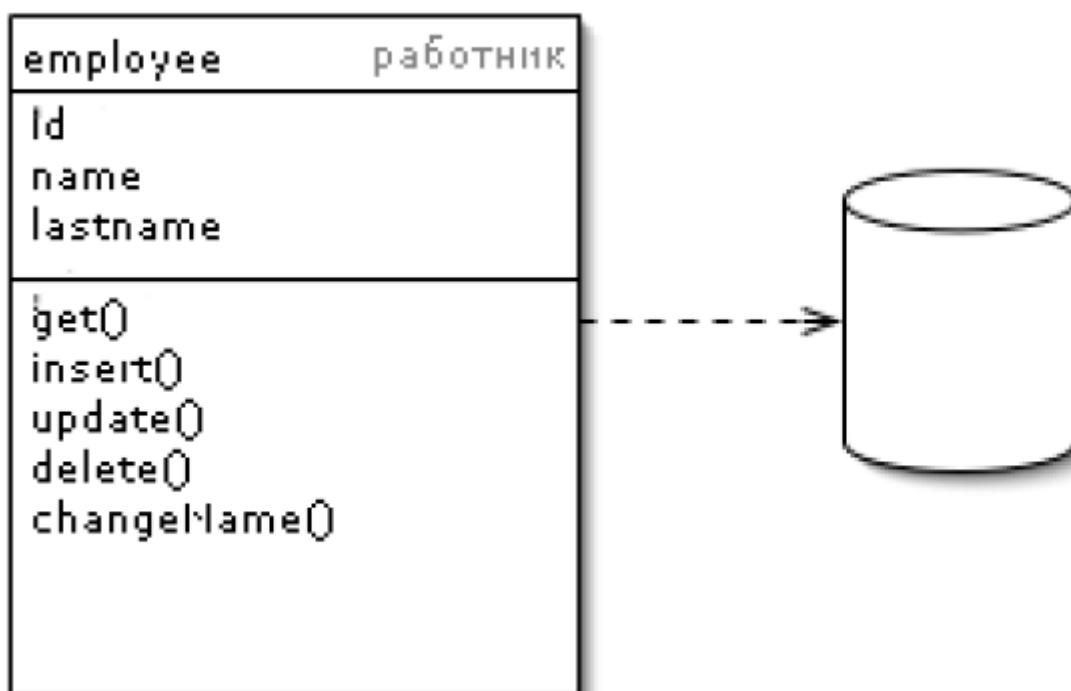 employee работник
Id
name
lastname
get()
insert()
update()
delete()
changeName()